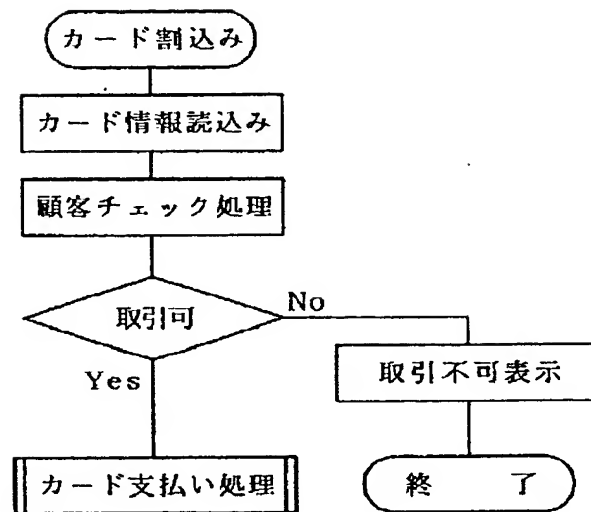 カード割込み
カード情報読込み
顧客チェック処理
取引可
No
Yes
取引不可表示
カード支払い処理
終 了